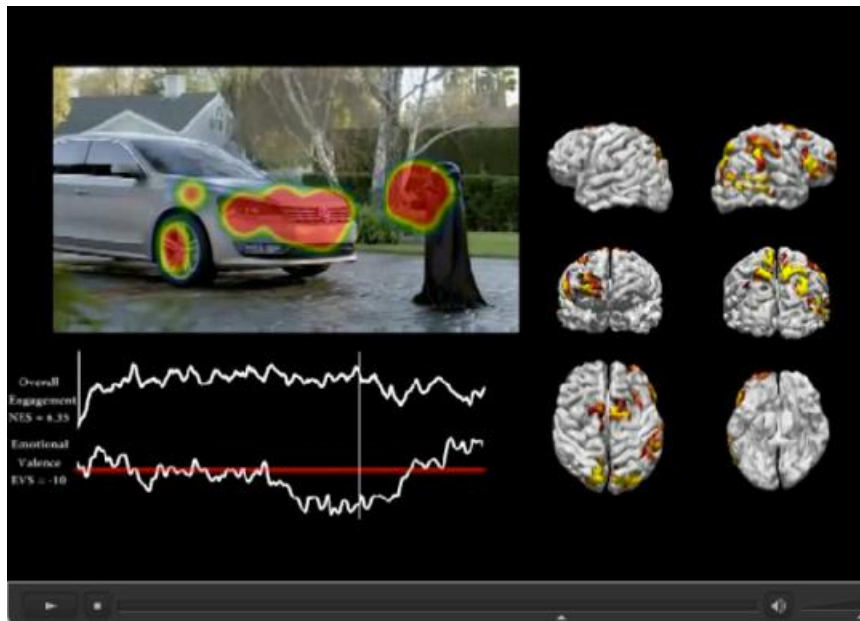 Overall
Engagement
NES = 6.35
Emotional
Valence
EVS = -10